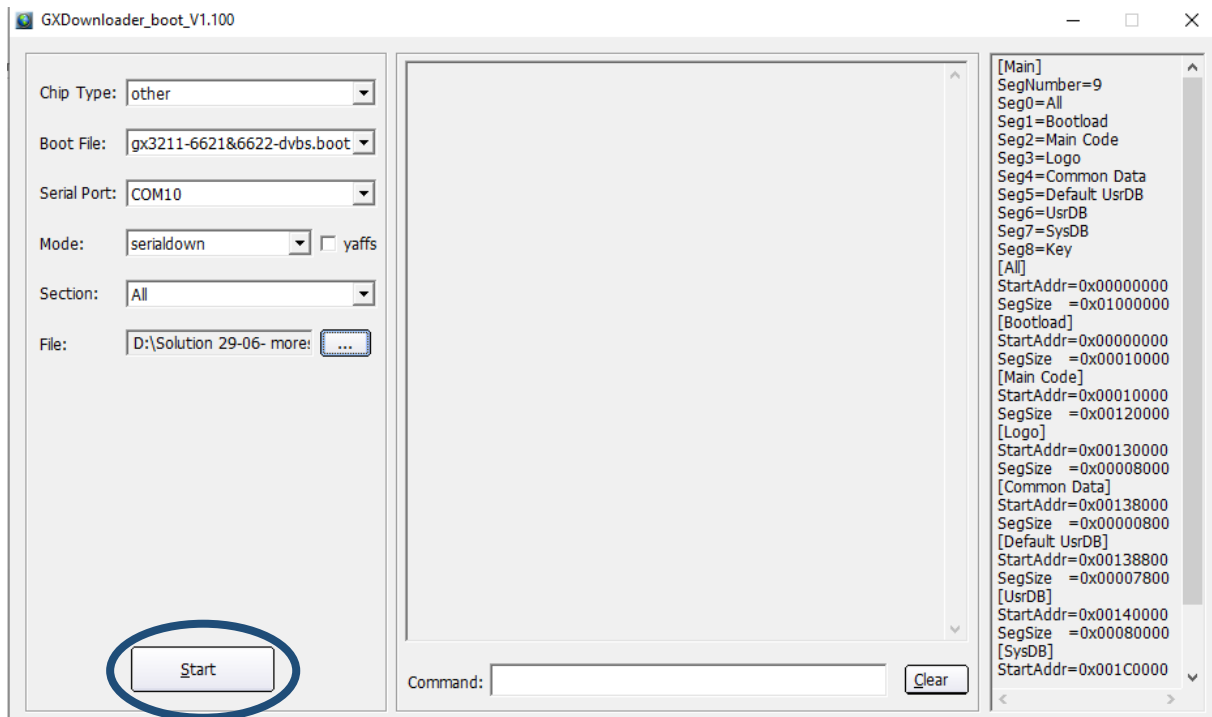 GXDownloader_boot_V1.100
Chip Type: other
Boot File: gx3211-6621&6622-dvbs.boot
Serial Port: COM10
Mode: serialdown yaffs
Section: All
File: D:\Solution 29-06- mores ...
Start
Command: Clear
[Main]
SegNumber=9
Seg0=All
Seg1=Bootload
Seg2=Main Code
Seg3=Logo
Seg4=Common Data
Seg5=Default UsrDB
Seg6=UsrDB
Seg7=SysDB
Seg8=Key
[All]
StartAddr=0x00000000
SegSize =0x01000000
[Bootload]
StartAddr=0x00000000
SegSize =0x00010000
[Main Code]
StartAddr=0x00010000
SegSize =0x00120000
[Logo]
StartAddr=0x00130000
SegSize =0x00008000
[Common Data]
StartAddr=0x00138000
SegSize =0x00000800
[Default UsrDB]
StartAddr=0x00138800
SegSize =0x00007800
[UsrDB]
StartAddr=0x00140000
SegSize =0x00080000
[SysDB]
StartAddr=0x001C0000